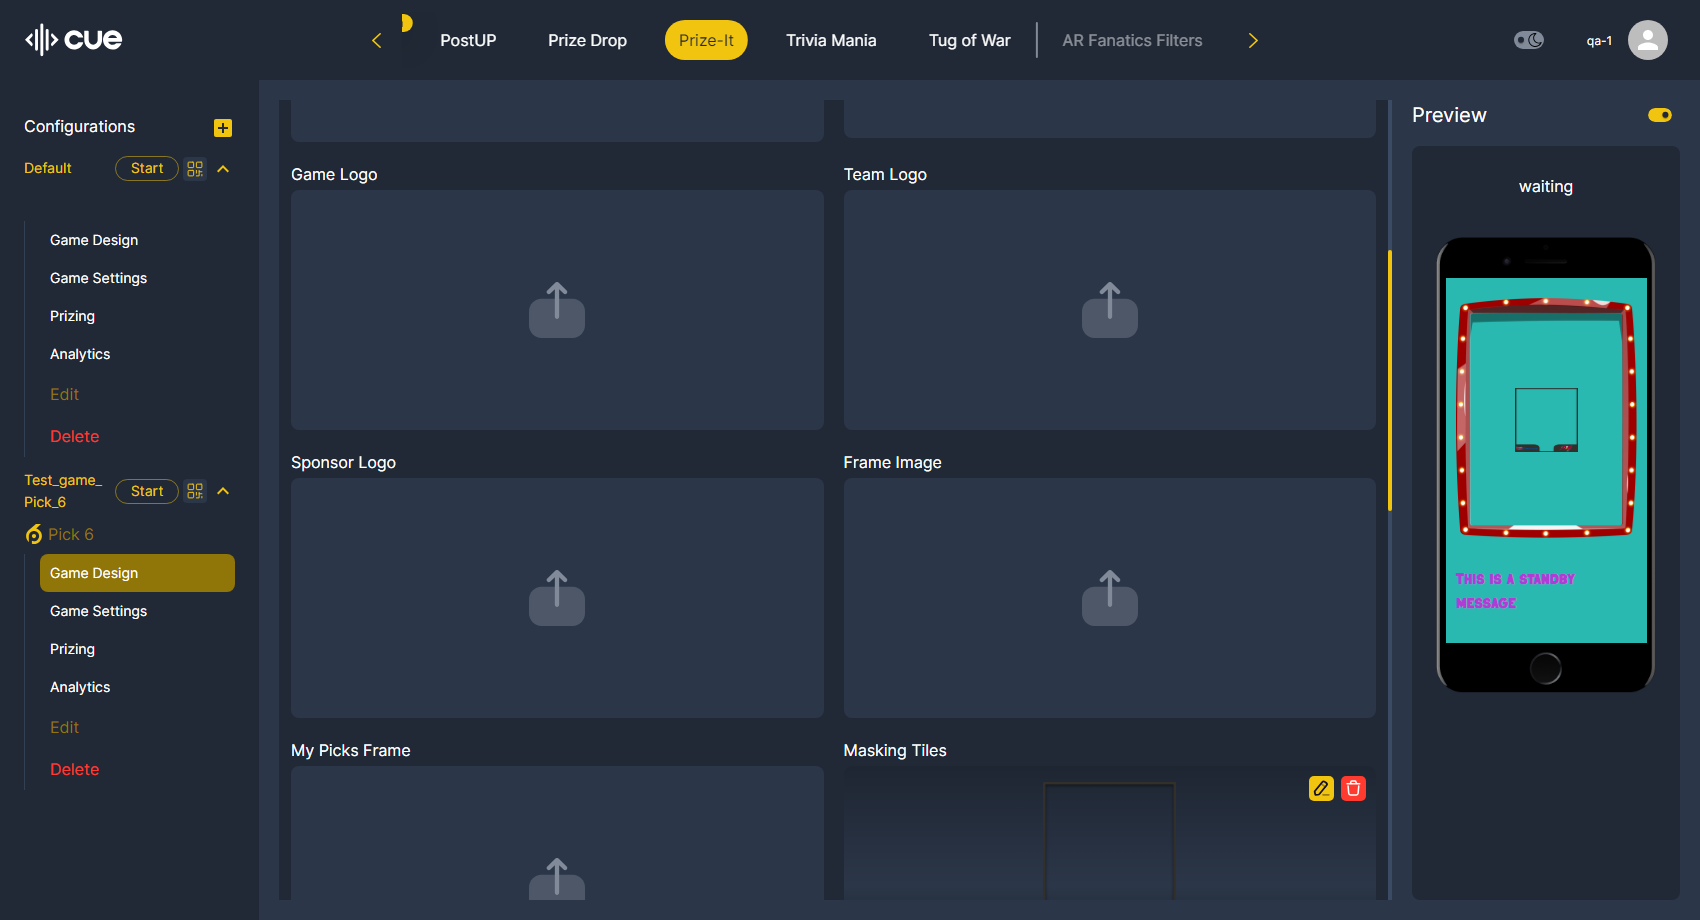 cue
PostUP
Prize Drop
Prize-It
Trivia Mania
Tug of War
AR Fanatics Filters
qa-1
Configurations
Default
Start
Game Design
Game Settings
Prizing
Analytics
Edit
Delete
Test_game_
Pick_6
Start
Pick 6
Game Design
Game Settings
Prizing
Analytics
Edit
Delete
Game Logo
Team Logo
Sponsor Logo
Frame Image
My Picks Frame
Masking Tiles
Preview
waiting
THIS IS A STANDBY
MESSAGE